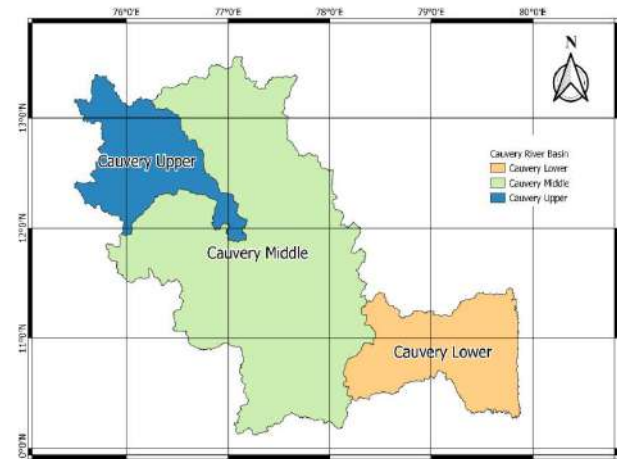 76°0'E 77°0'E 78°0'E 79°0'E 80°0'E
N
13°0'N
Cauvery Upper
Cauvery River Basin
Cauvery Lower
Cauvery Middle
Cauvery Upper
12°0'N
Cauvery Middle
11°0'N
Cauvery Lower